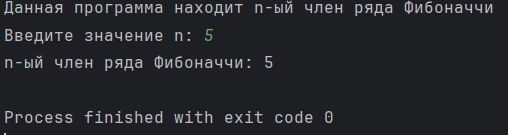 Данная программа находит n-ый член ряда Фибоначчи
Введите значение n: 5
n-ый член ряда Фибоначчи: 5
Process finished with exit code 0